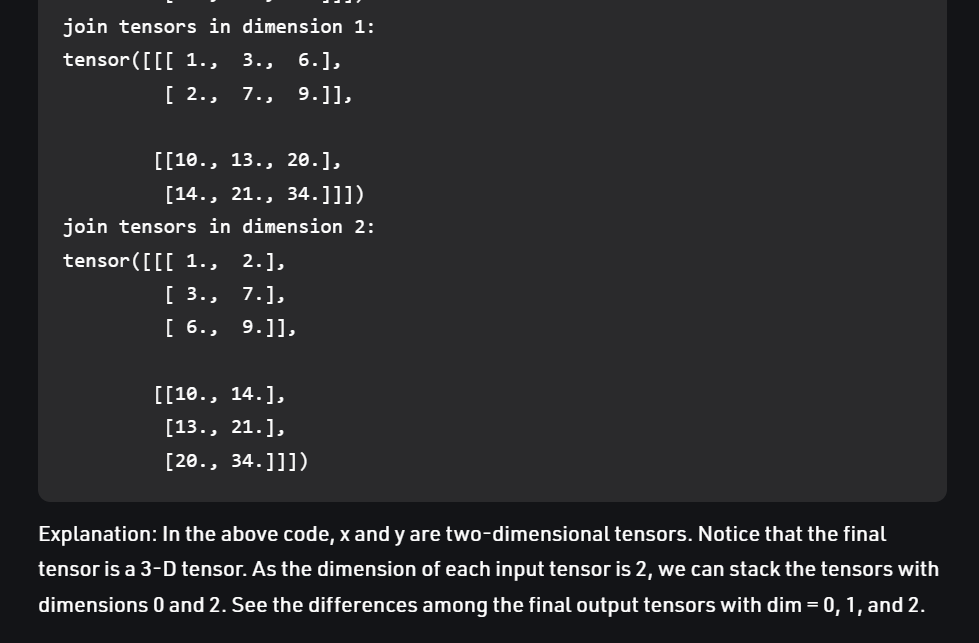 join tensors in dimension 1:
tensor([[[ 1.,  3.,  6.],
         [ 2.,  7.,  9.]],

        [[10., 13., 20.],
         [14., 21., 34.]]])
join tensors in dimension 2:
tensor([[[ 1.,  2.],
         [ 3.,  7.],
         [ 6.,  9.]],

        [[10., 14.],
         [13., 21.],
         [20., 34.]]])
Explanation: In the above code, x and y are two-dimensional tensors. Notice that the final
tensor is a 3-D tensor. As the dimension of each input tensor is 2, we can stack the tensors with
dimensions 0 and 2. See the differences among the final output tensors with dim = 0, 1, and 2.